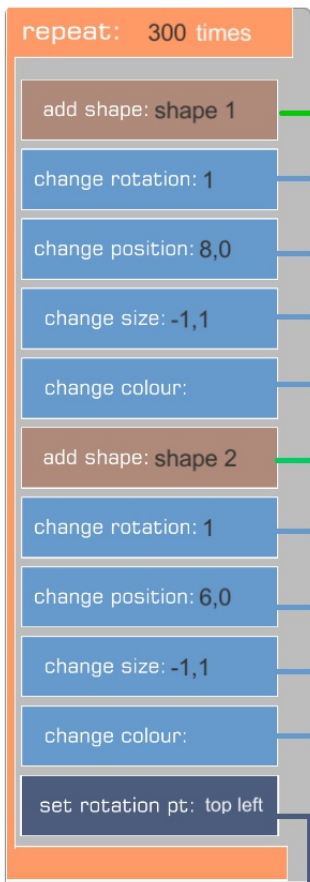 repeat: 300 times
add shape: shape 1
change rotation: 1
change position: 8,0
change size: -1,1
change colour:
add shape: shape 2
change rotation: 1
change position: 6,0
change size: -1,1
change colour:
set rotation pt: top left